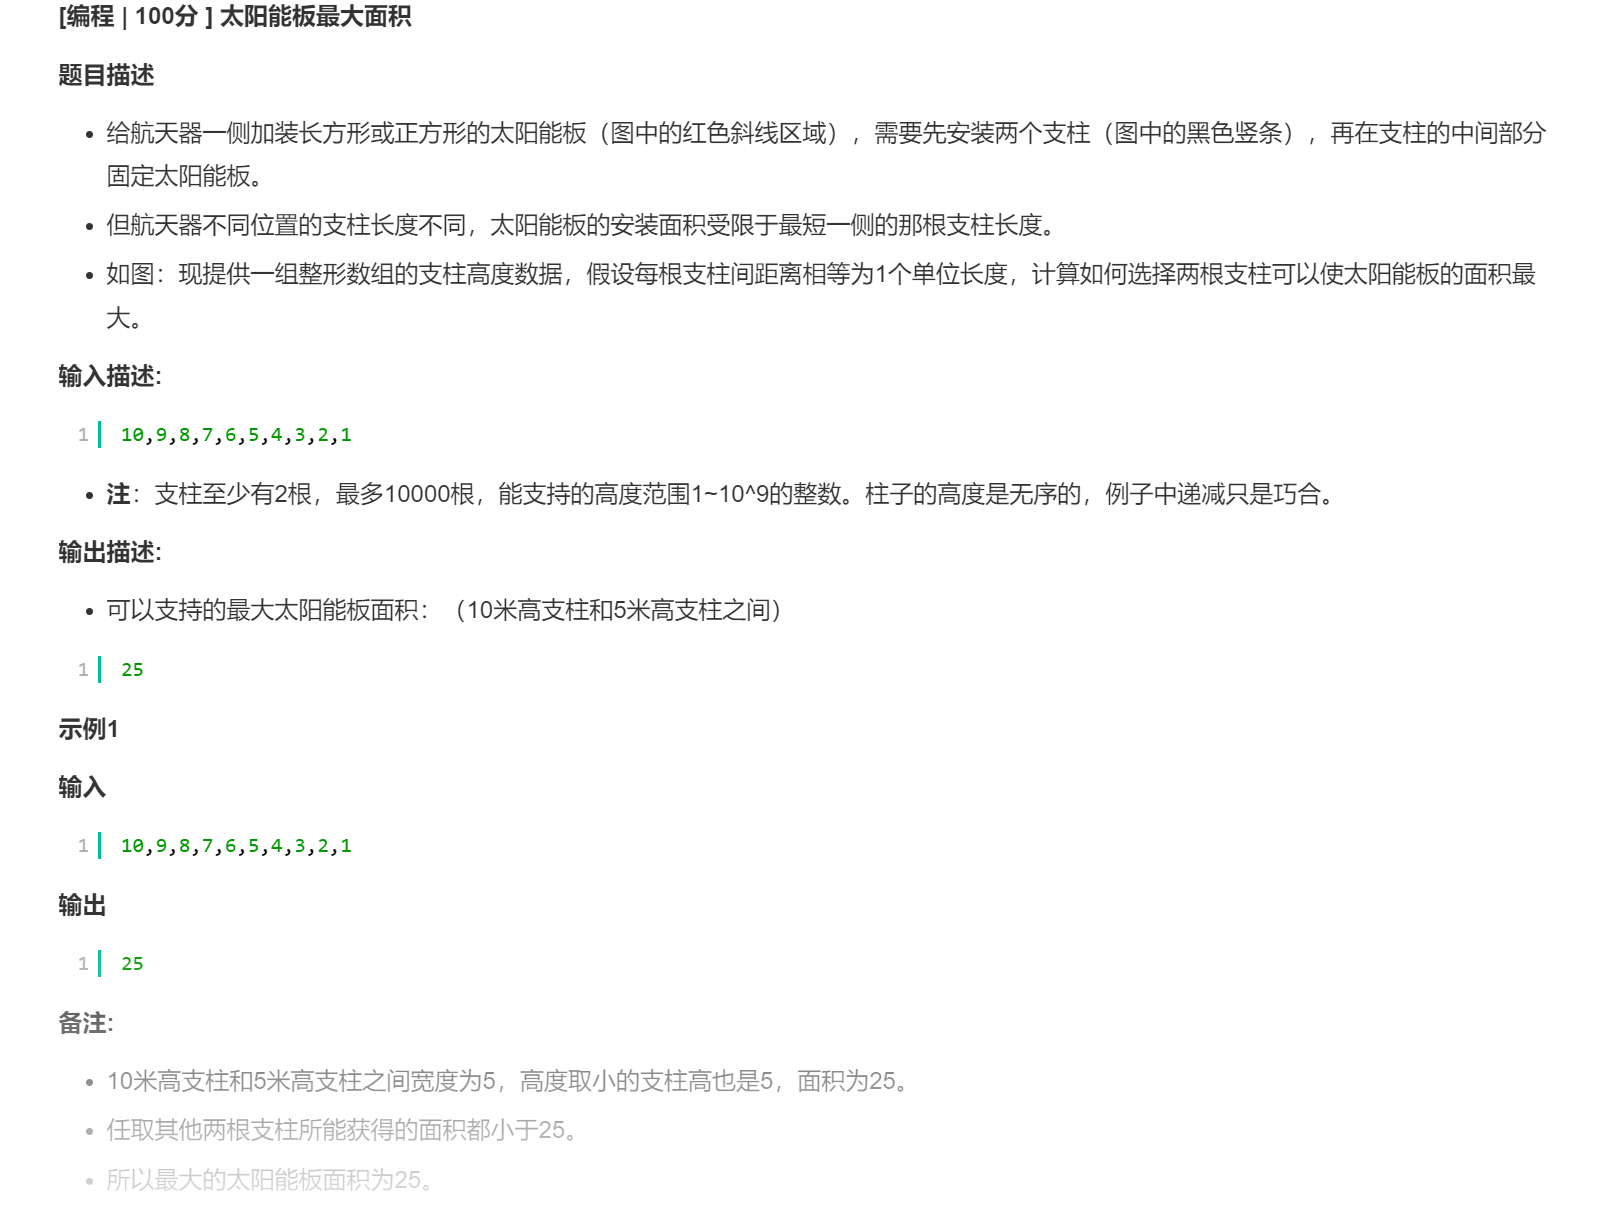 [编程 | 100分 ] 太阳能板最大面积
题目描述
• 给航天器一侧加装长方形或正方形的太阳能板（图中的红色斜线区域），需要先安装两个支柱（图中的黑色竖条），再在支柱的中间部分
固定太阳能板。
• 但航天器不同位置的支柱长度不同，太阳能板的安装面积受限于最短一侧的那根支柱长度。
• 如图：现提供一组整形数组的支柱高度数据，假设每根支柱间距离相等为1个单位长度，计算如何选择两根支柱可以使太阳能板的面积最
大。
输入描述:
1 10,9,8,7,6,5,4,3,2,1
• 注：支柱至少有2根，最多10000根，能支持的高度范围1~10^9的整数。柱子的高度是无序的，例子中递减只是巧合。
输出描述:
• 可以支持的最大太阳能板面积：（10米高支柱和5米高支柱之间）
1 25
示例1
输入
1 10,9,8,7,6,5,4,3,2,1
输出
1 25
备注:
• 10米高支柱和5米高支柱之间宽度为5，高度取小的支柱高也是5，面积为25。
• 任取其他两根支柱所能获得的面积都小于25。
• 所以最大的太阳能板面积为25。